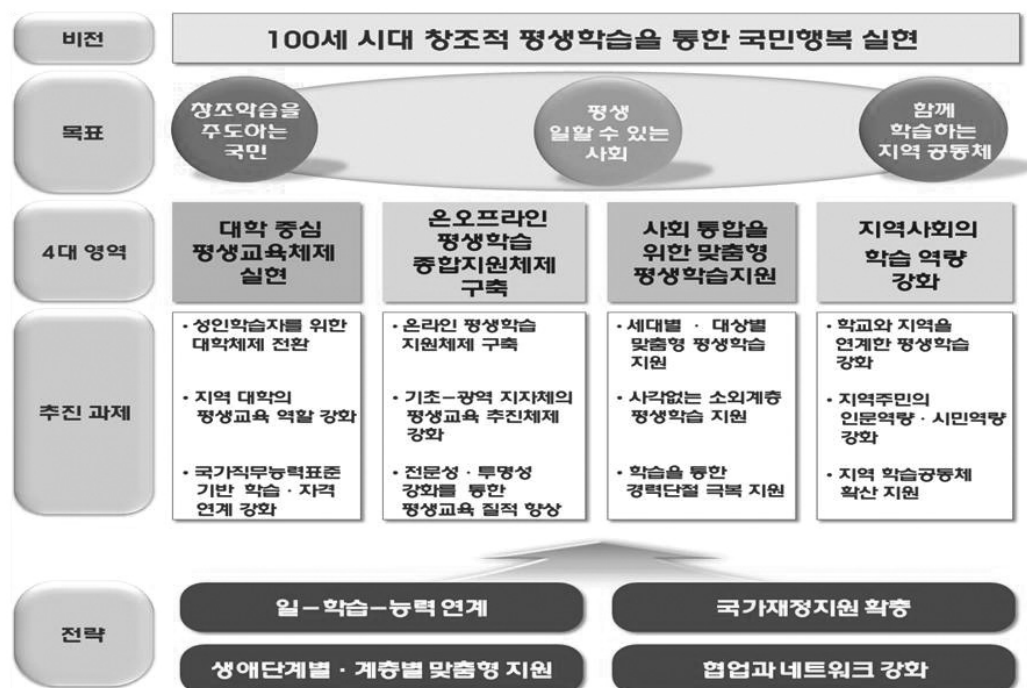 비전
100세 시대 창조적 평생학습을 통한 국민행복 실현
목표
창조학습을
주도아는
국민
평생
일할 수 있는
사회
함께
학습하는
지역 공동체
4대 영역
대학 중심
평생교육체제
실현
온오프라인
평생학습
종합지원체제
구축
사회 통합을
위한 맞춤형
평생학습지원
지역사회의
학습 역량
강화
추진 과제
• 성인학습자를 위한
대학체제 전환
• 지역 대학의
평생교육 역할 강화
• 국가직무능력표준
기반 학습 · 자격
연계 강화
• 온라인 평생학습
지원체제 구축
• 기초-광역 지자체의
평생교육 추진체제
강화
• 전문성 · 투명성
강화를 통한
평생교육 질적 향상
• 세대별 · 대상별
맞춤형 평생학습
지원
• 사각없는 소외계층
평생학습 지원
• 학습을 통한
경력단절 극복 지원
• 학교와 지역을
연계한 평생학습
강화
• 지역주민의
인문역량 · 시민역량
강화
• 지역 학습공동체
확산 지원
전략
일-학습-능력 연계
국가재정지원 확충
생애단계별 · 계층별 맞춤형 지원
협업과 네트워크 강화